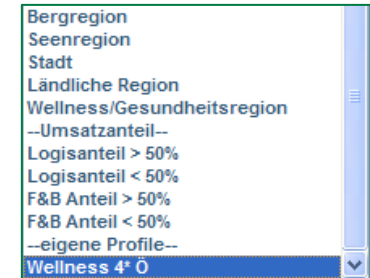 Bergregion
Seenregion
Stadt
Ländliche Region
Wellness/Gesundheitsregion
--Umsatzanteil--
Logisanteil > 50%
Logisanteil < 50%
F&B Anteil > 50%
F&B Anteil < 50%
--eigene Profile--
Wellness 4* Ö